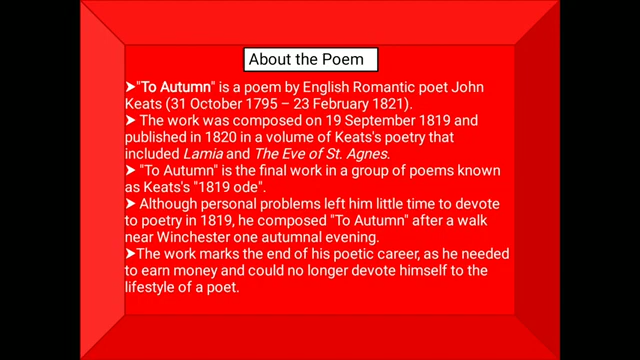 About the Poem
➤"To Autumn" is a poem by English Romantic poet John
Keats (31 October 1795 – 23 February 1821).
➤ The work was composed on 19 September 1819 and
published in 1820 in a volume of Keats's poetry that
included Lamia and The Eve of St. Agnes.
➤ "To Autumn" is the final work in a group of poems known
as Keats's "1819 ode".
➤ Although personal problems left him little time to devote
to poetry in 1819, he composed "To Autumn" after a walk
near Winchester one autumnal evening.
➤The work marks the end of his poetic career, as he needed
to earn money and could no longer devote himself to the
lifestyle of a poet.